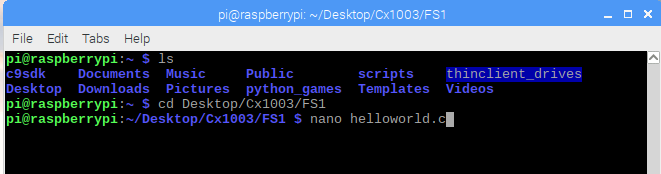 pi@raspberrypi: ~/Desktop/Cx1003/FS1
File Edit Tabs Help
pi@raspberrypi:~ $ ls
c9sdk Documents Music Public scripts thinclient_drives
Desktop Downloads Pictures python_games Templates Videos
pi@raspberrypi:~ $ cd Desktop/Cx1003/FS1
pi@raspberrypi:~/Desktop/Cx1003/FS1 $ nano helloworld.c